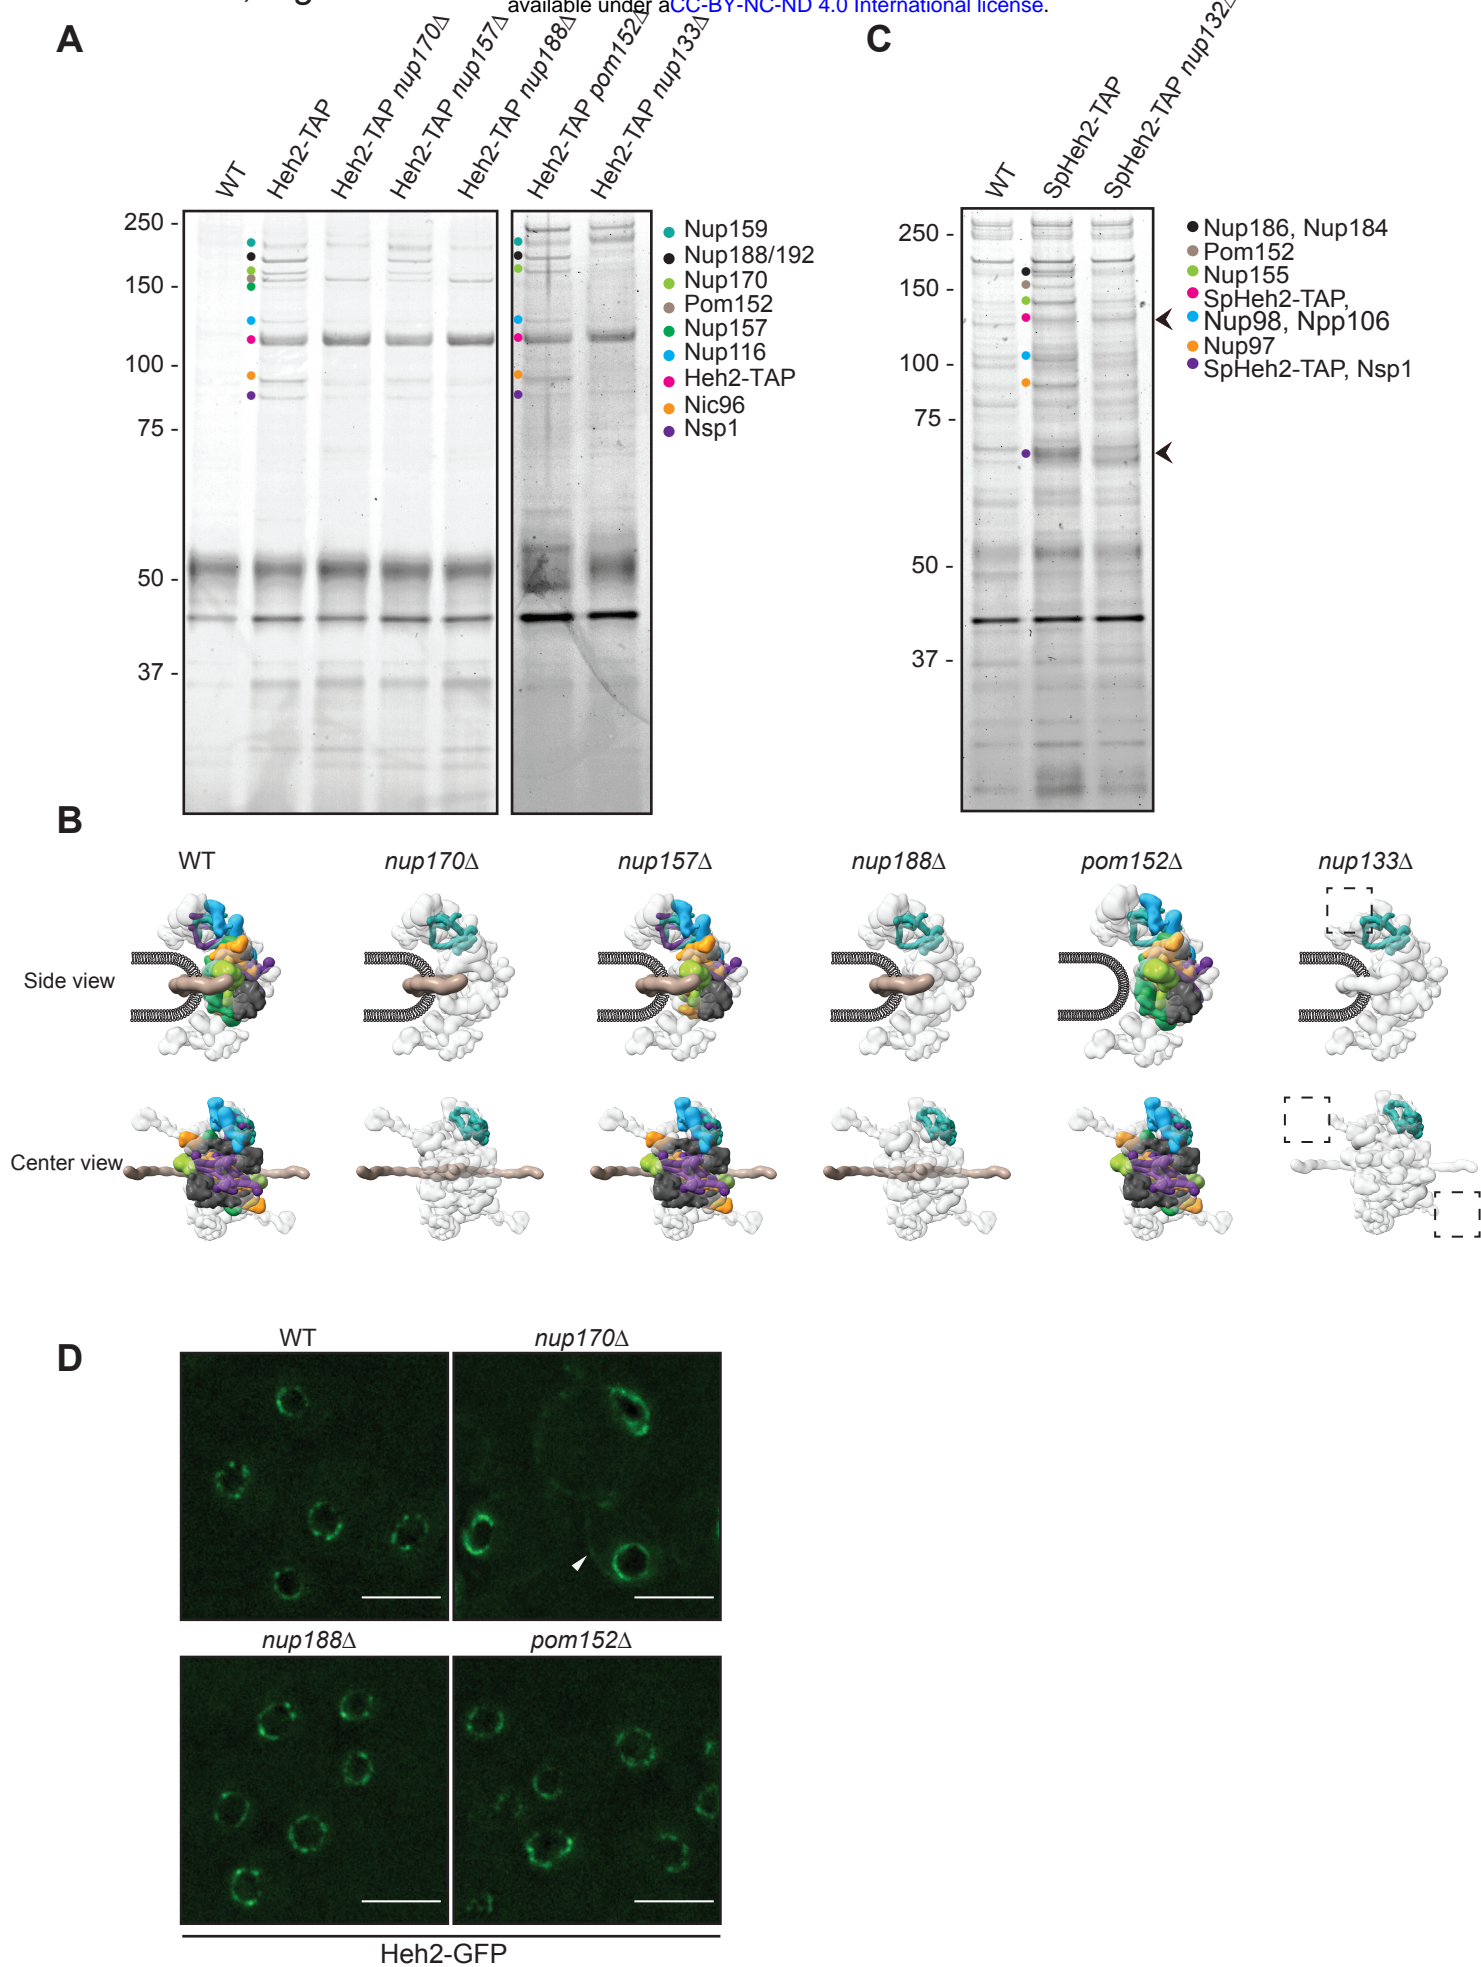 available under aCC-BY-NC-ND 4.0 International license.
A
WT
Heh2-TAP
Heh2-TAP nup170Δ
Heh2-TAP nup157Δ
Heh2-TAP nup188Δ
Heh2-TAP pom152Δ
Heh2-TAP nup133Δ
250 -
150 -
100 -
75 -
50 -
37 -
Nup159
Nup188/192
Nup170
Pom152
Nup157
Nup116
Heh2-TAP
Nic96
Nsp1
C
WT
SpHeh2-TAP
SpHeh2-TAP nup132Δ
250 -
150 -
100 -
75 -
50 -
37 -
Nup186, Nup184
Pom152
Nup155
SpHeh2-TAP,
Nup98, Npp106
Nup97
SpHeh2-TAP, Nsp1
B
WT
nup170Δ
nup157Δ
nup188Δ
pom152Δ
nup133Δ
Side view
Center view
D
WT
nup170Δ
nup188Δ
pom152Δ
Heh2-GFP